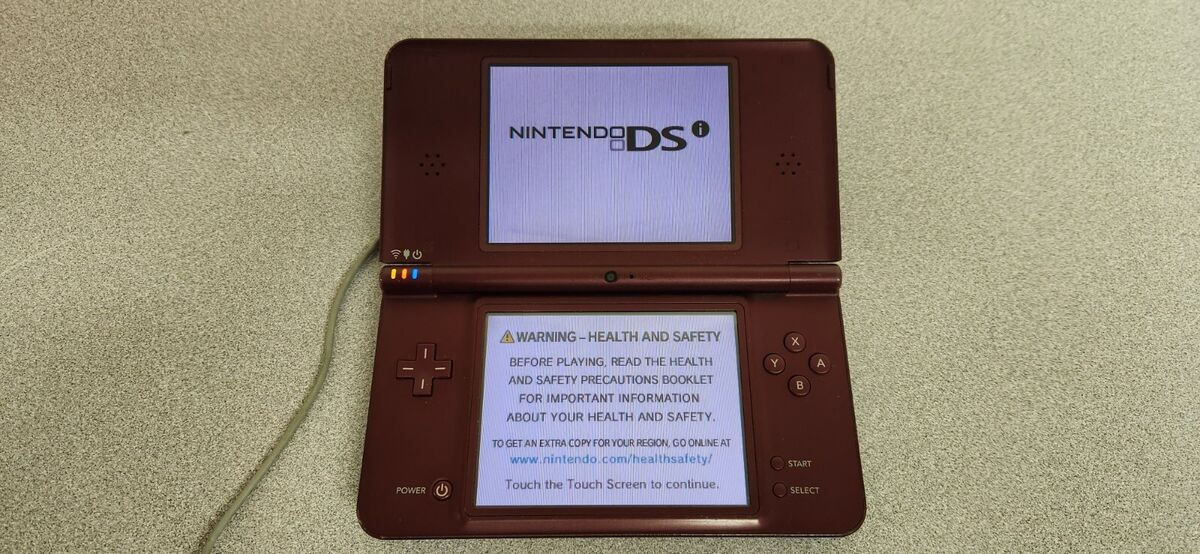 NINTENDO DSi
⚠WARNING – HEALTH AND SAFETY
BEFORE PLAYING, READ THE HEALTH
AND SAFETY PRECAUTIONS BOOKLET
FOR IMPORTANT INFORMATION
ABOUT YOUR HEALTH AND SAFETY.
TO GET AN EXTRA COPY FOR YOUR REGION, GO ONLINE AT
www.nintendo.com/healthsafety/
Touch the Touch Screen to continue.
X
Y
A
B
START
SELECT
POWER